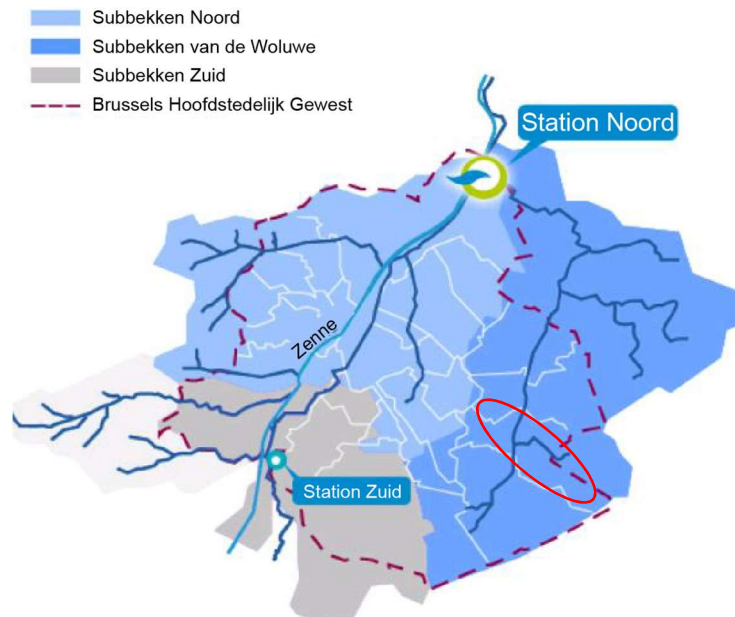 Subbekken Noord
Subbekken van de Woluwe
Subbekken Zuid
Brussels Hoofdstedelijk Gewest
Station Noord
Zenne
Station Zuid